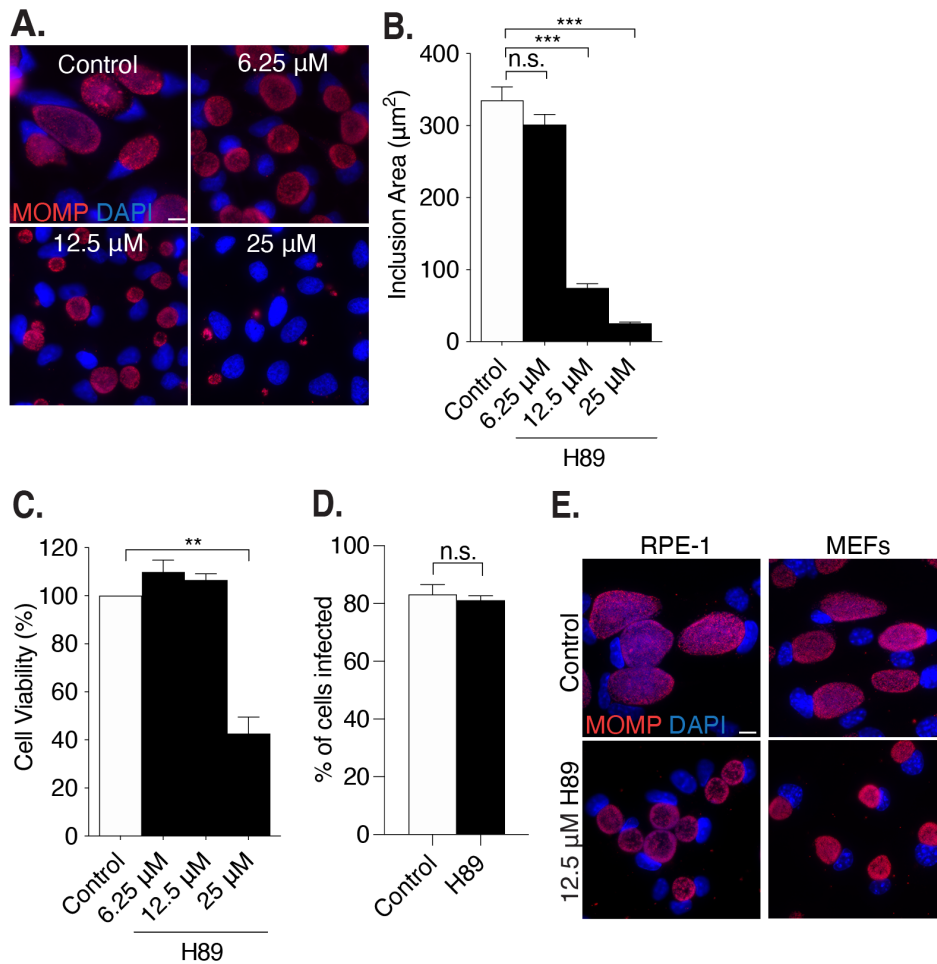 A.
Control
6.25 µM
MOMP DAPI
12.5 µM
25 µM
B.
***
***
n.s.
400
300
200
100
0
Inclusion Area (µm²)
Control
6.25 µM
12.5 µM
25 µM
H89
C.
**
120
100
80
60
40
20
0
Cell Viability (%)
Control
6.25 µM
12.5 µM
25 µM
H89
D.
n.s.
100
80
60
40
20
0
% of cells infected
Control
H89
E.
RPE-1
MEFs
Control
MOMP DAPI
12.5 µM H89